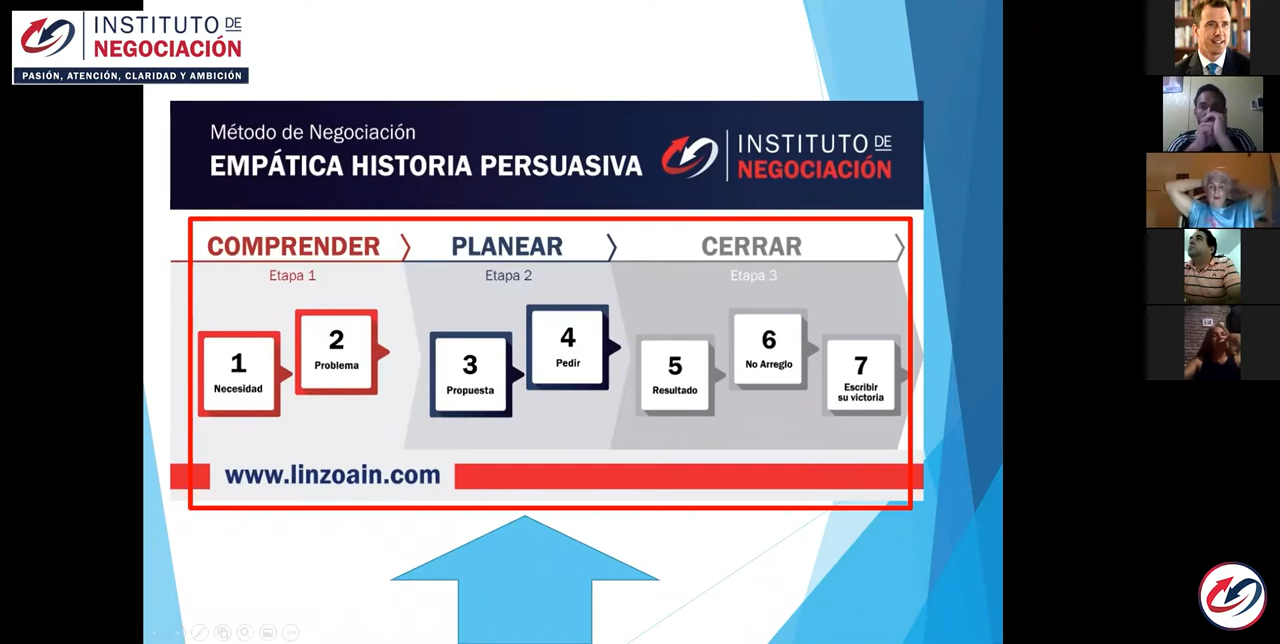 INSTITUTO DE
NEGOCIACIÓN
PASIÓN, ATENCIÓN, CLARIDAD Y AMBICIÓN
Método de Negociación
EMPÁTICA HISTORIA PERSUASIVA
INSTITUTO DE
NEGOCIACIÓN
COMPRENDER
PLANEAR
CERRAR
Etapa 1
Etapa 2
Etapa 3
1
Necesidad
2
Problema
3
Propuesta
4
Pedir
5
Resultado
6
No Arreglo
7
Escribir
su victoria
www.linzoain.com